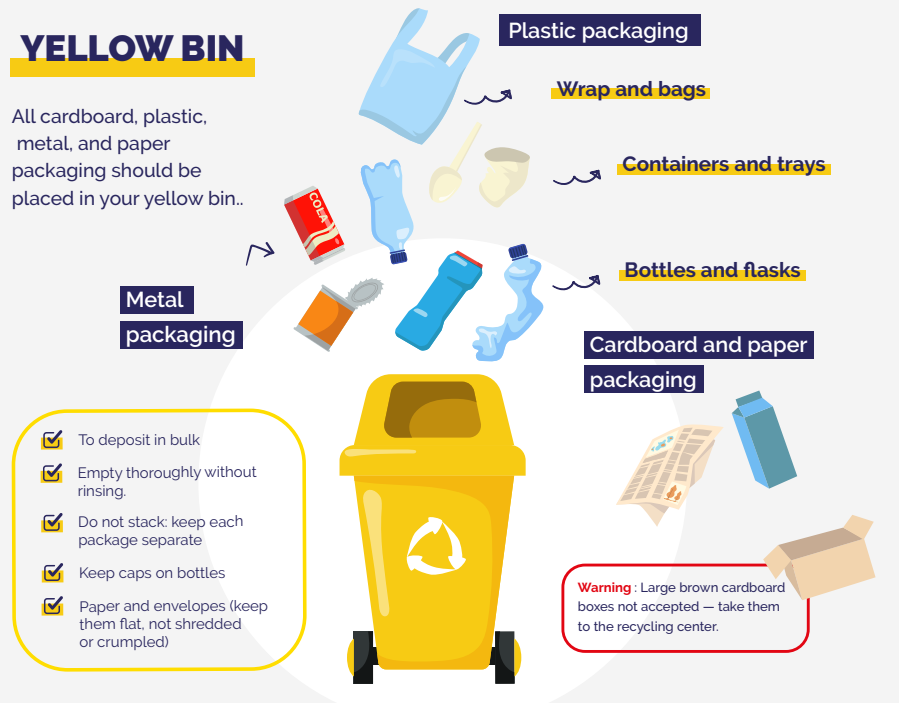 YELLOW BIN
All cardboard, plastic,
metal, and paper
packaging should be
placed in your yellow bin..
Plastic packaging
Wrap and bags
Containers and trays
Bottles and flasks
COLA
Metal
packaging
Cardboard and paper
packaging
To deposit in bulk
Empty thoroughly without
rinsing.
Do not stack: keep each
package separate
Keep caps on bottles
Paper and envelopes (keep
them flat, not shredded
or crumpled)
Warning : Large brown cardboard
boxes not accepted — take them
to the recycling center.